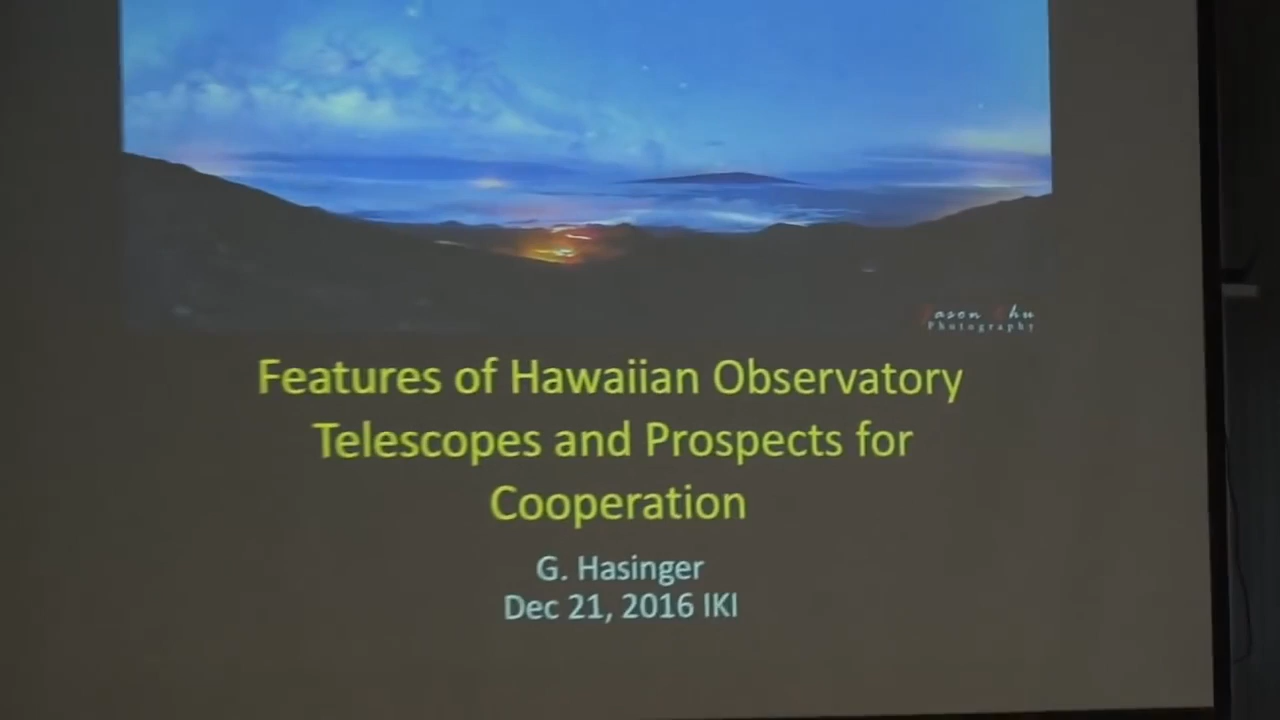 Photography
Features of Hawaiian Observatory
Telescopes and Prospects for
Cooperation
G. Hasinger
Dec 21, 2016 IKI